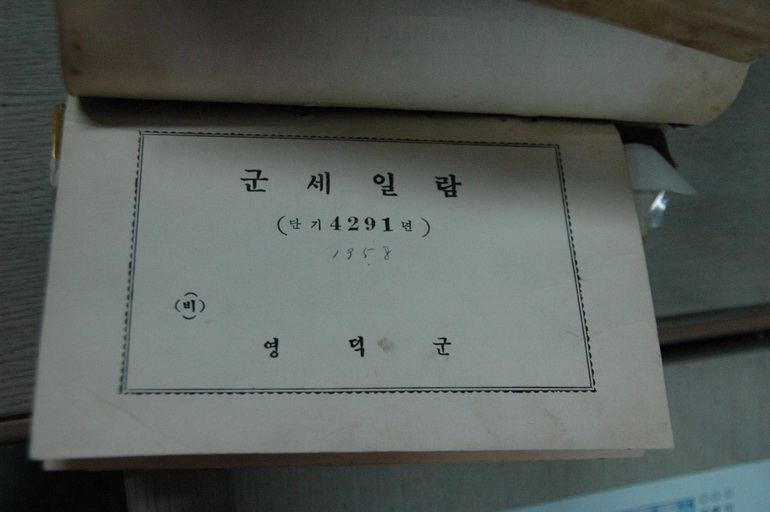 군 세 일 람
(단 기 4291 년)
1958
(비)
영 덕 군